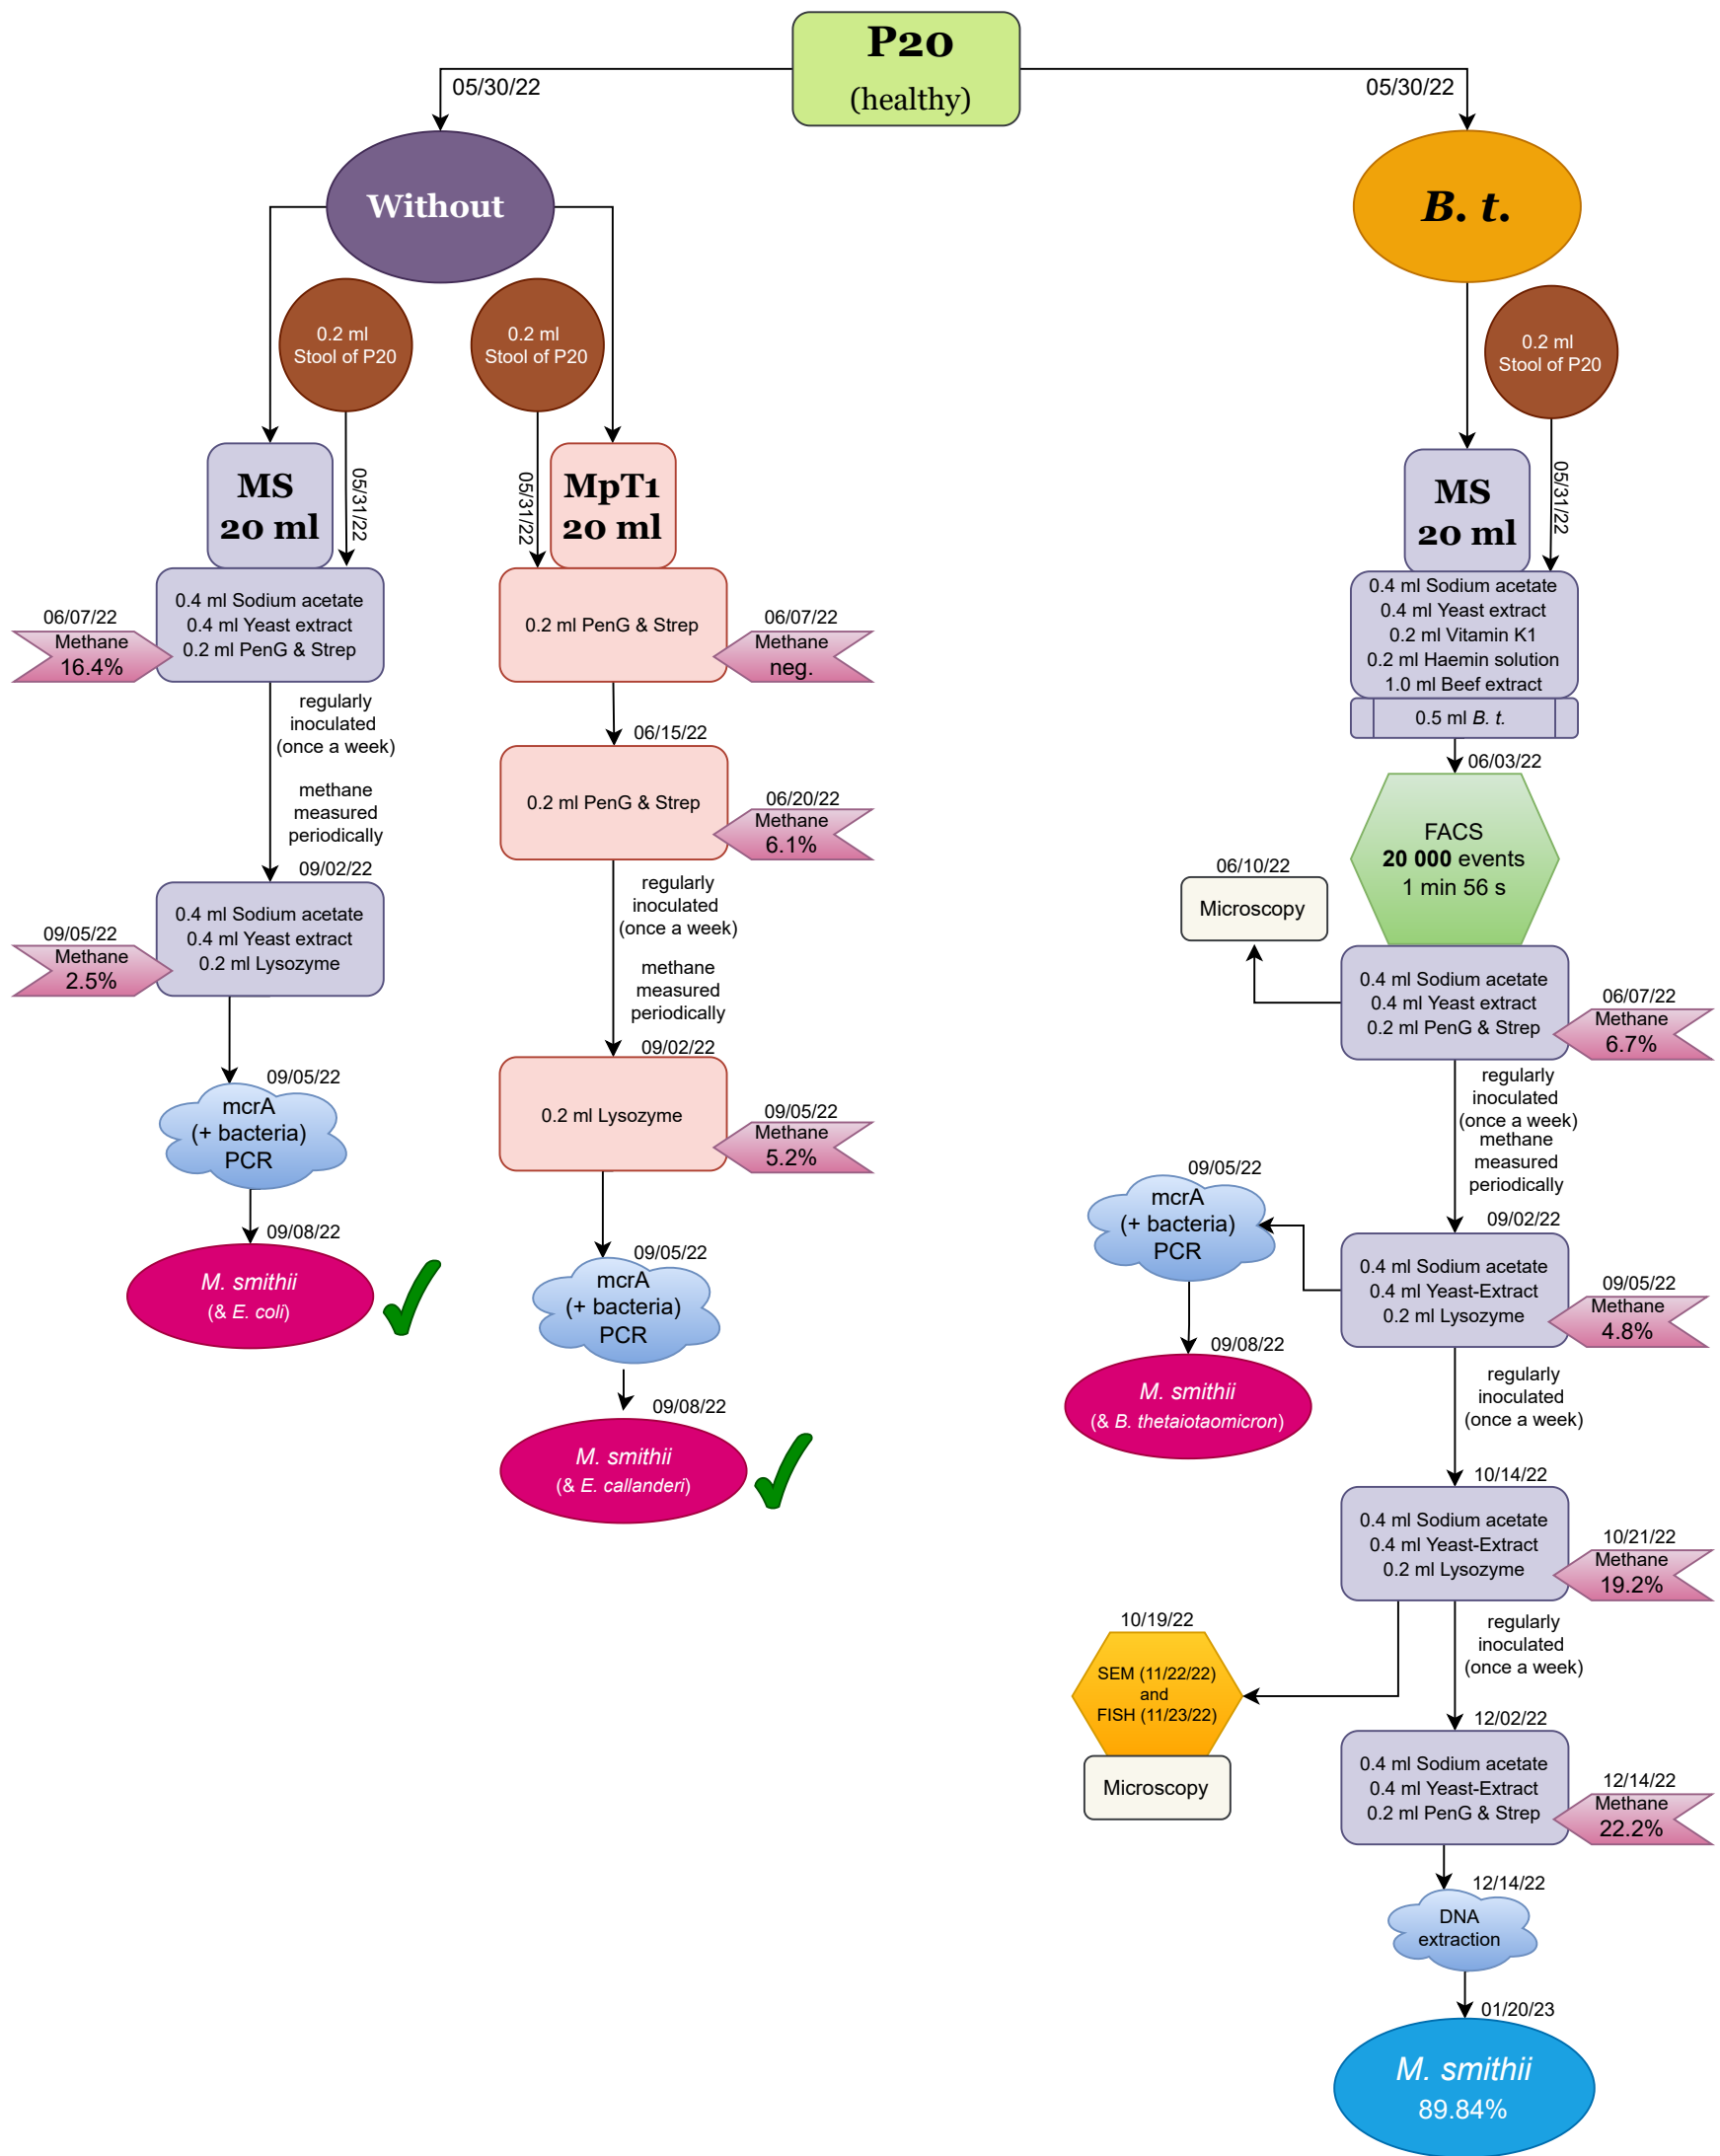 P20
(healthy)
05/30/22
05/30/22
Without
B. t.
0.2 ml
Stool of P20
0.2 ml
Stool of P20
0.2 ml
Stool of P20
05/31/22
05/31/22
05/31/22
MS
20 ml
0.4 ml Sodium acetate
0.4 ml Yeast extract
0.2 ml PenG & Strep
06/07/22
Methane
16.4%
regularly
inoculated
(once a week)
methane
measured
periodically
09/02/22
0.4 ml Sodium acetate
0.4 ml Yeast extract
0.2 ml Lysozyme
09/05/22
Methane
2.5%
09/05/22
mcrA
(+ bacteria)
PCR
09/08/22
M. smithii
(& E. coli)
MpT1
20 ml
0.2 ml PenG & Strep
06/07/22
Methane
neg.
06/15/22
0.2 ml PenG & Strep
06/20/22
Methane
6.1%
regularly
inoculated
(once a week)
methane
measured
periodically
09/02/22
0.2 ml Lysozyme
09/05/22
Methane
5.2%
09/05/22
mcrA
(+ bacteria)
PCR
09/08/22
M. smithii
(& E. callanderi)
MS
20 ml
0.4 ml Sodium acetate
0.4 ml Yeast extract
0.2 ml Vitamin K1
0.2 ml Haemin solution
1.0 ml Beef extract
0.5 ml B. t.
06/03/22
FACS
20 000 events
1 min 56 s
06/10/22
Microscopy
0.4 ml Sodium acetate
0.4 ml Yeast extract
0.2 ml PenG & Strep
06/07/22
Methane
6.7%
regularly
inoculated
(once a week)
methane
measured
periodically
09/02/22
0.4 ml Sodium acetate
0.4 ml Yeast-Extract
0.2 ml Lysozyme
09/05/22
Methane
4.8%
09/05/22
mcrA
(+ bacteria)
PCR
09/08/22
M. smithii
(& B. thetaiotaomicron)
regularly
inoculated
(once a week)
10/14/22
0.4 ml Sodium acetate
0.4 ml Yeast-Extract
0.2 ml Lysozyme
10/21/22
Methane
19.2%
10/19/22
SEM (11/22/22)
and
FISH (11/23/22)
Microscopy
regularly
inoculated
(once a week)
12/02/22
0.4 ml Sodium acetate
0.4 ml Yeast-Extract
0.2 ml PenG & Strep
12/14/22
Methane
22.2%
12/14/22
DNA
extraction
01/20/23
M. smithii
89.84%